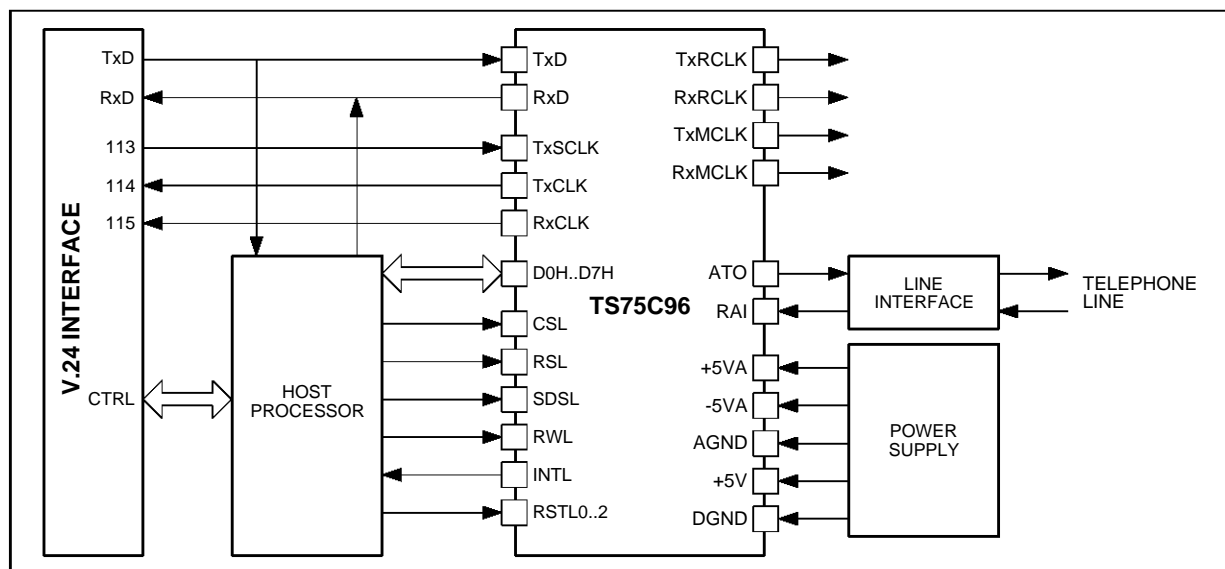 V.24 INTERFACE
TxD
RxD
113
114
115
CTRL
HOST
PROCESSOR
TS75C96
TxD
RxD
TxSCLK
TxCLK
RxCLK
D0H..D7H
CSL
RSL
SDSL
RWL
INTL
RSTL0..2
TxRCLK
RxRCLK
TxMCLK
RxMCLK
ATO
RAI
+5VA
-5VA
AGND
+5V
DGND
LINE
INTERFACE
TELEPHONE
LINE
POWER
SUPPLY